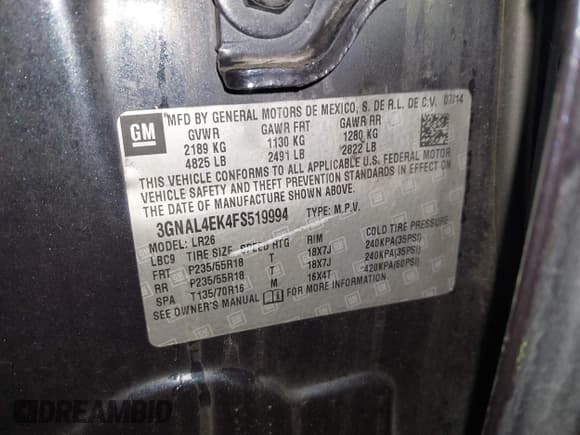 GM
MFD BY GENERAL MOTORS DE MEXICO, S. DE R.L. DE C.V. 07/14
GVWR GAWR FRT GAWR RR
2189 KG 1130 KG 1280 KG
4825 LB 2491 LB 2822 LB
THIS VEHICLE CONFORMS TO ALL APPLICABLE U.S. FEDERAL MOTOR
VEHICLE SAFETY AND THEFT PREVENTION STANDARDS IN EFFECT ON
THE DATE OF MANUFACTURE SHOWN ABOVE.
3GNAL4EK4FS519994 TYPE: M.P.V.
MODEL: LR26
LBC9 TIRE SIZE SPEED RTG RIM COLD TIRE PRESSURE
FRT P235/55R18 T 18X7J 240KPA(35PSI)
RR P235/55R18 T 18X7J 240KPA(35PSI)
SPA T135/70R16 M 16X4T 420KPA(60PSI)
SEE OWNER'S MANUAL FOR MORE INFORMATION.
DREAMBID